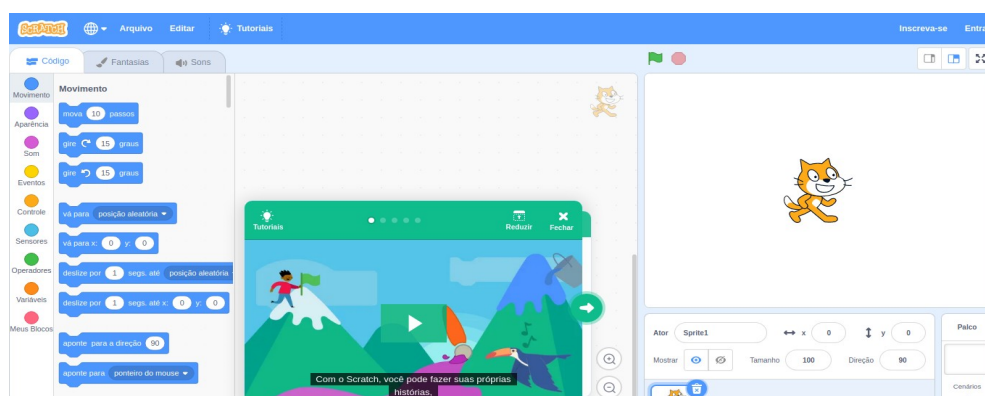 SCRATCH Arquivo Editar Tutoriais Inscreva-se
Código Fantasias Sons
Movimento
Aparência
Som
Eventos
Controle
Sensores
Operadores
Variáveis
Meus Blocos
Movimento
mova 10 passos
gire 15 graus
gire 15 graus
vá para posição aleatória
vá para x: 0 y: 0
deslize por 1 segs. até posição aleatória
deslize por 1 segs. até x: 0 y: 0
aponte para a direção 90
aponte para ponteiro do mouse
Tutoriais Reduzir Fechar
Com o Scratch, você pode fazer suas próprias
histórias,
Ator Sprite1 x 0 y 0
Mostrar Tamanho 100 Direção 90
Palco
Cenários